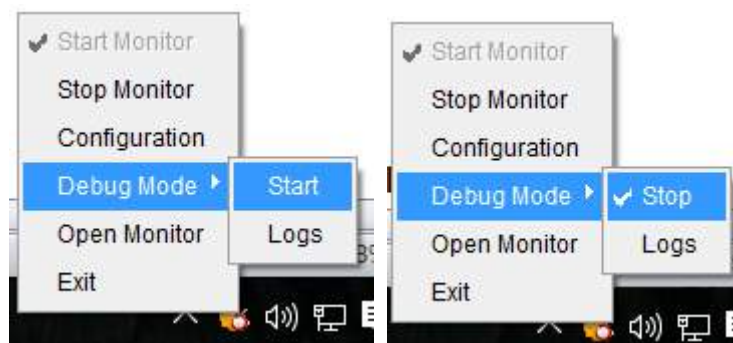 Start Monitor
Stop Monitor
Configuration
Debug Mode
Start
Open Monitor
Logs
Exit
Start Monitor
Stop Monitor
Configuration
Debug Mode
Stop
Open Monitor
Logs
Exit